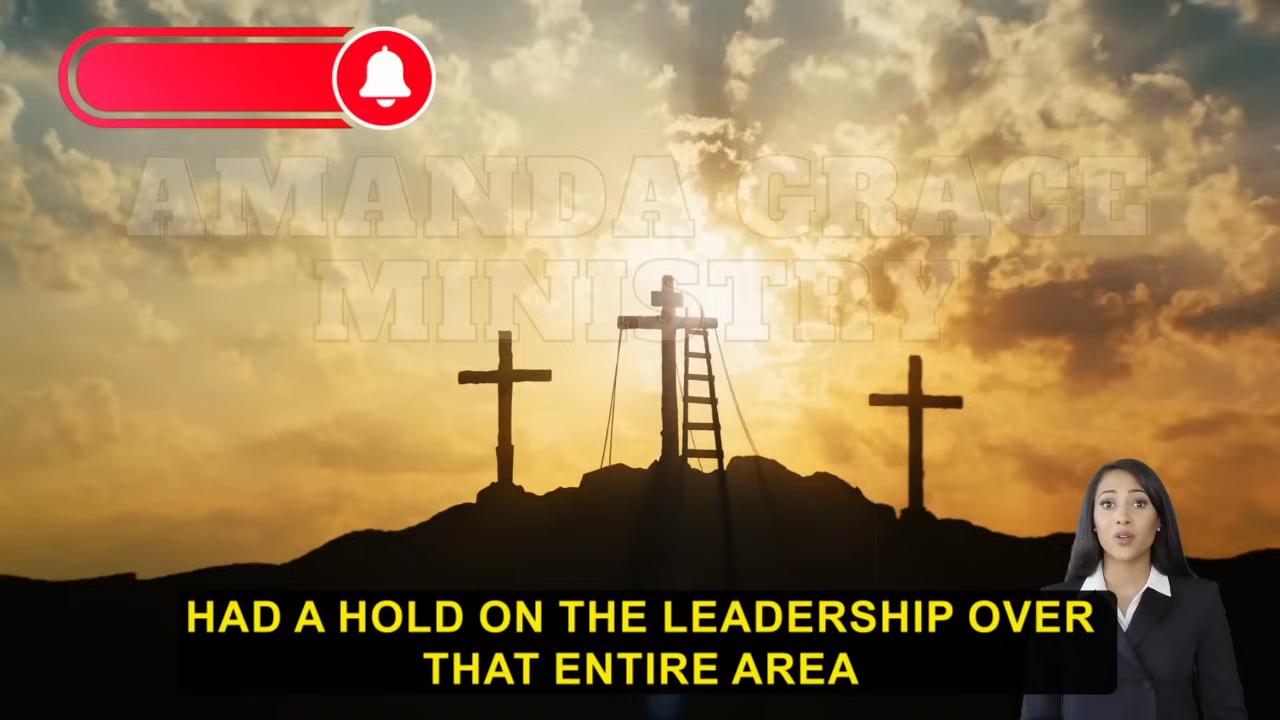 AMANDA GRACE
MINISTRY
HAD A HOLD ON THE LEADERSHIP OVER
THAT ENTIRE AREA